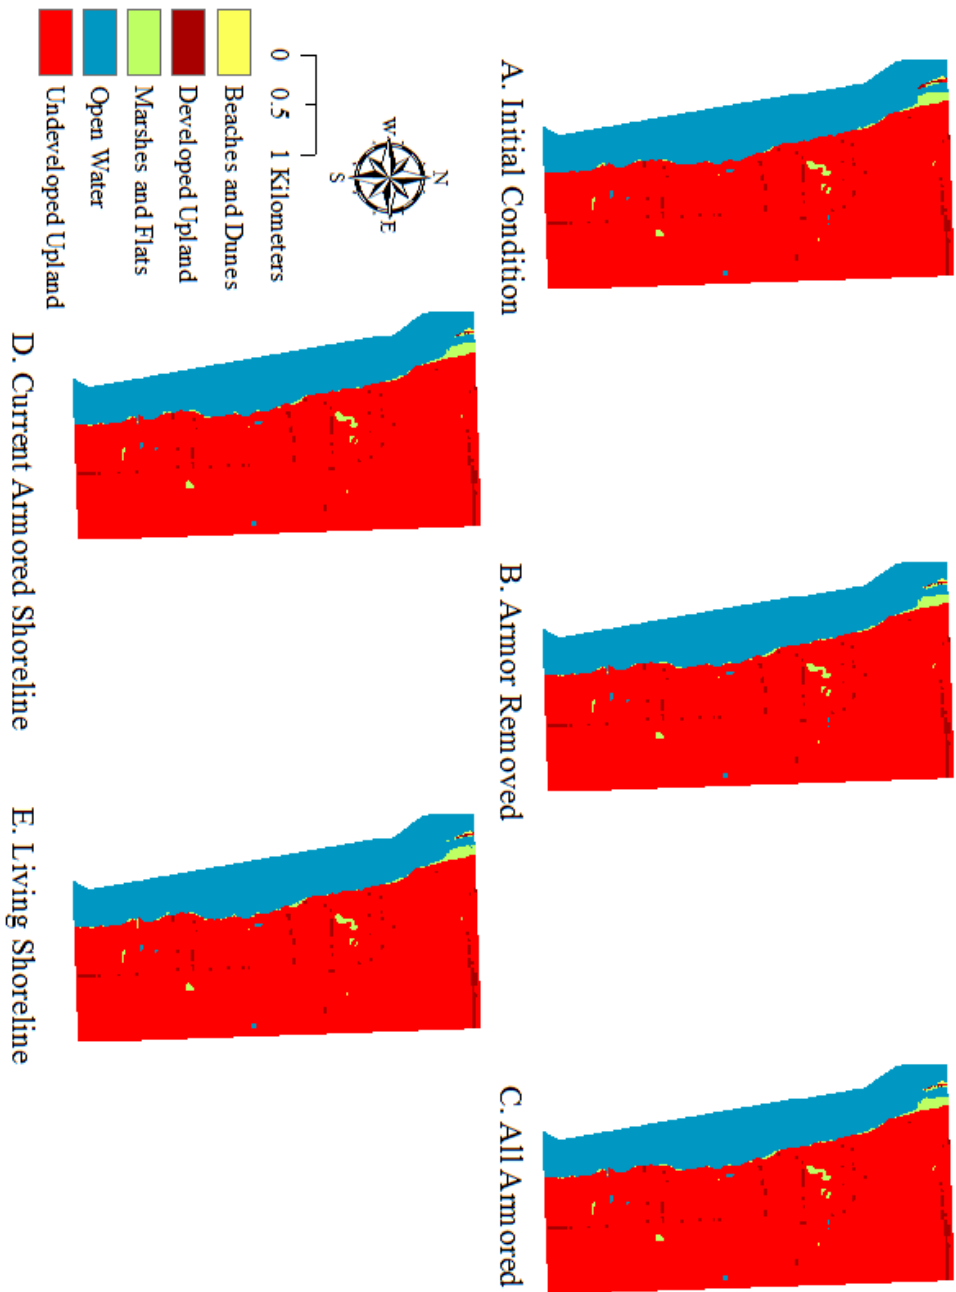 A. Initial Condition
B. Armor Removed
C. All Armored
D. Current Armored Shoreline
E. Living Shoreline
N
W
E
S
0 0.5 1 Kilometers
Beaches and Dunes
Developed Upland
Marshes and Flats
Open Water
Undeveloped Upland